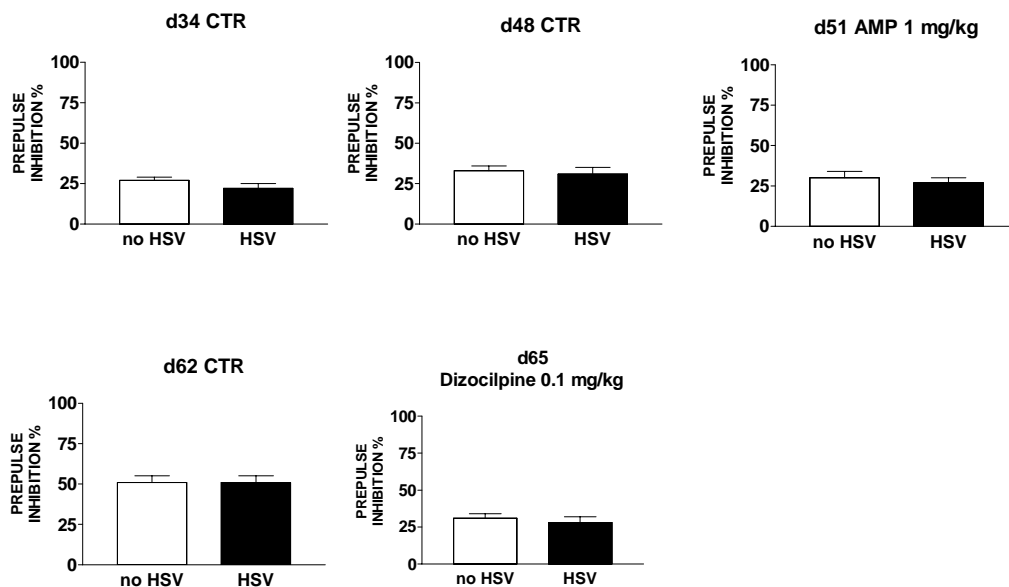 d34 CTR
100
75
50
25
0
PREPULSE
INHIBITION %
no HSV HSV
d48 CTR
100
75
50
25
0
PREPULSE
INHIBITION %
no HSV HSV
d51 AMP 1 mg/kg
100
75
50
25
0
PREPULSE
INHIBITION %
no HSV HSV
d62 CTR
100
75
50
25
0
PREPULSE
INHIBITION %
no HSV HSV
d65
Dizocilpine 0.1 mg/kg
100
75
50
25
0
PREPULSE
INHIBITION %
no HSV HSV